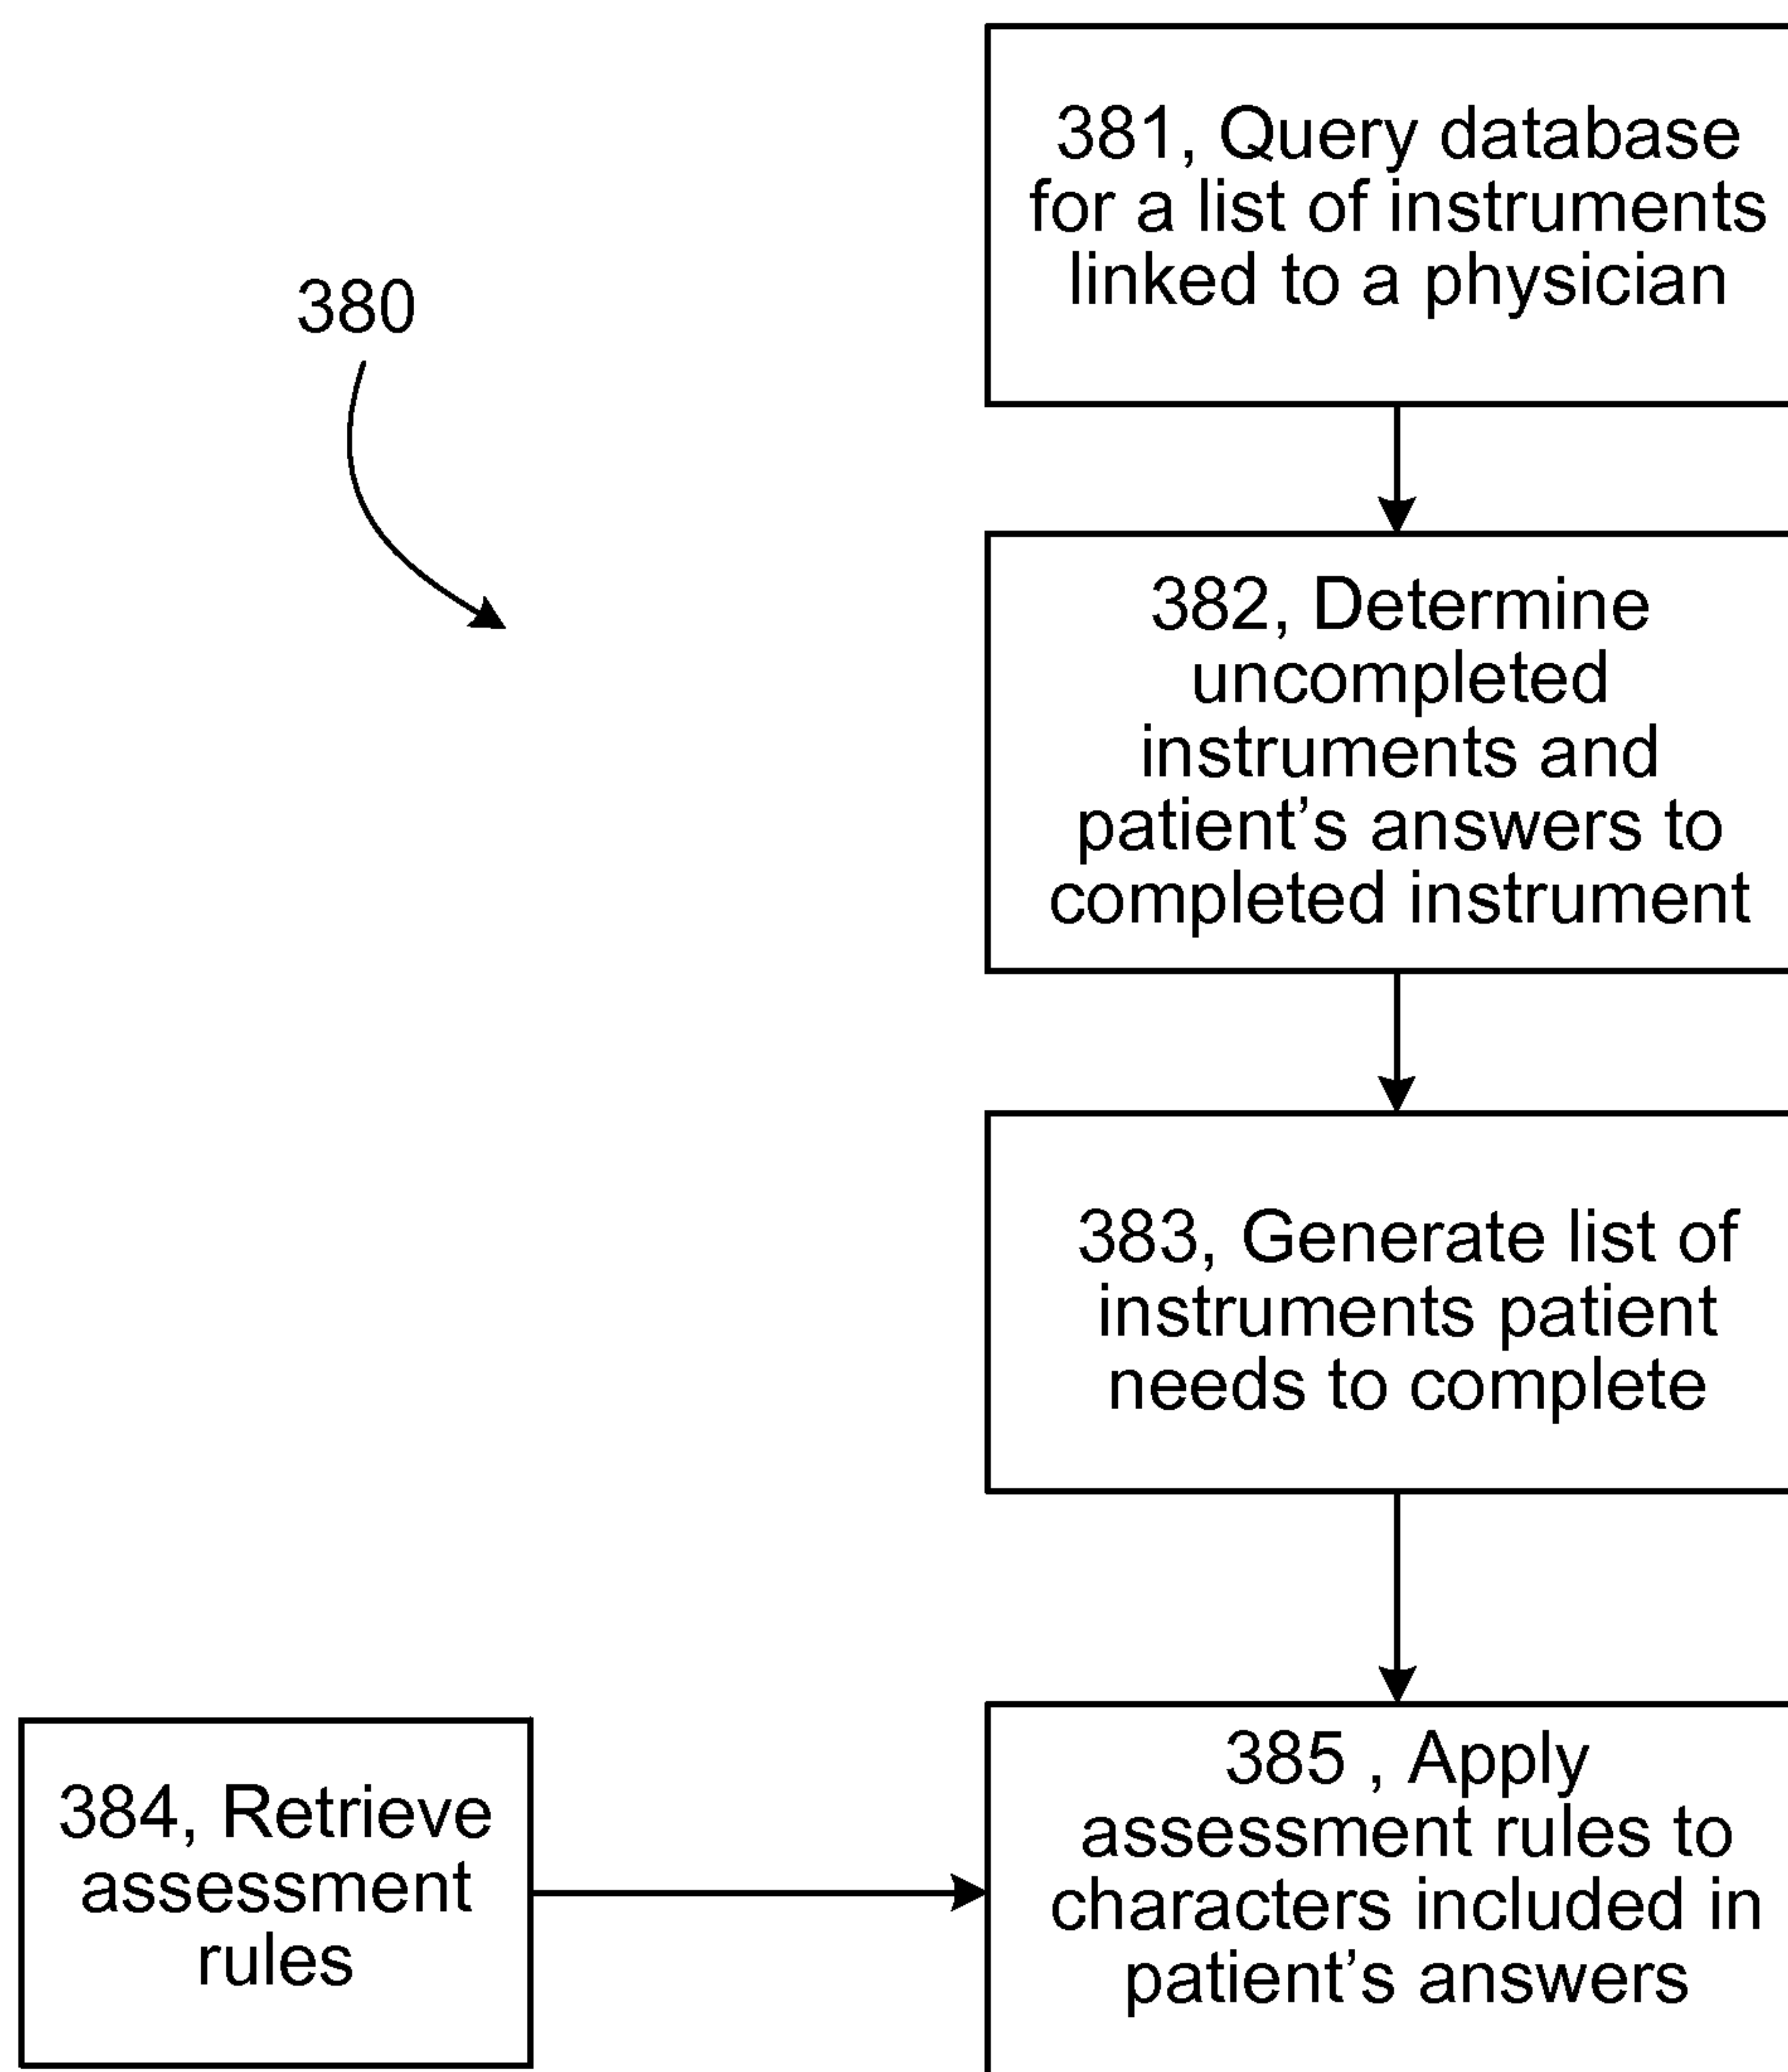 381, Query database
for a list of instruments
linked to a physician
380
382, Determine
uncompleted
instruments and
patient’s answers to
completed instrument
383, Generate list of
instruments patient
needs to complete
384, Retrieve
assessment
rules
385 , Apply
assessment rules to
characters included in
patient’s answers